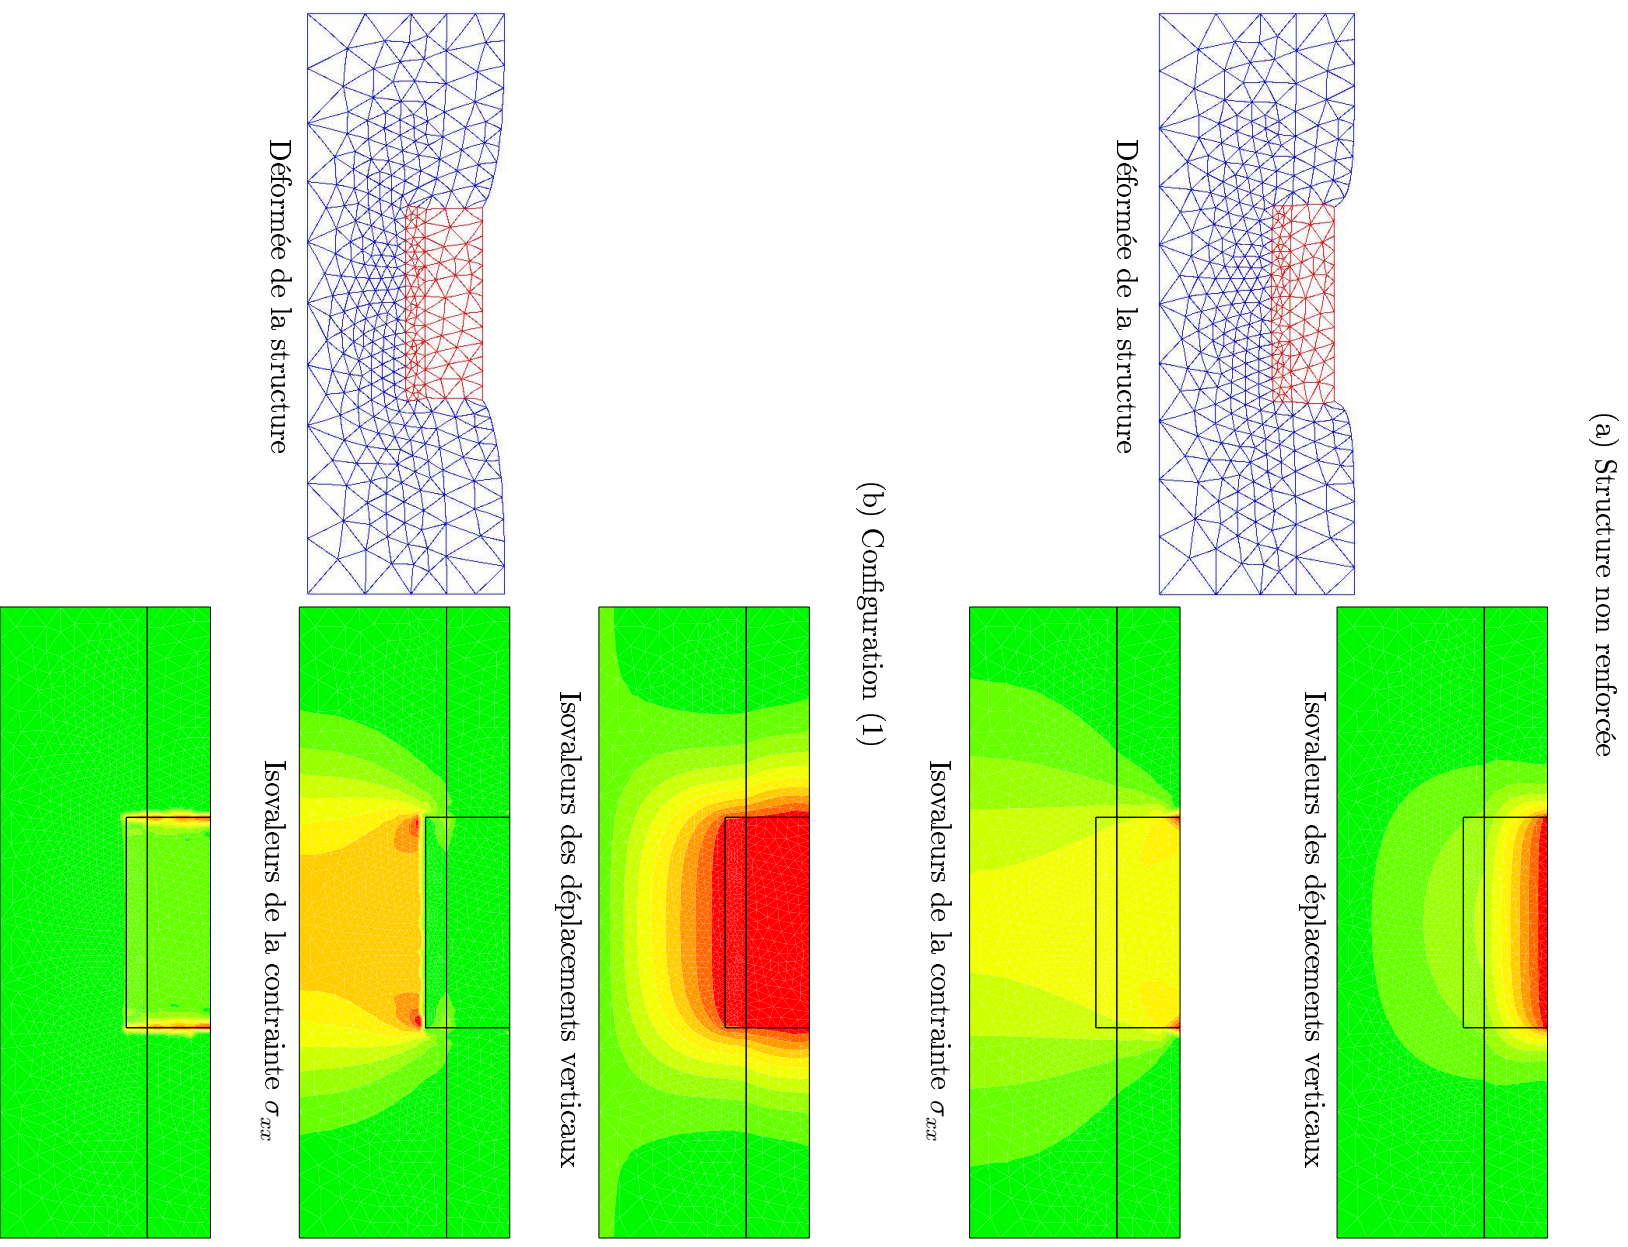 (a) Structure non renforcée
Déformée de la structure
Isovaleurs des déplacements verticaux
Isovaleurs de la contrainte σxx
(b) Configuration (1)
Déformée de la structure
Isovaleurs des déplacements verticaux
Isovaleurs de la contrainte σxx